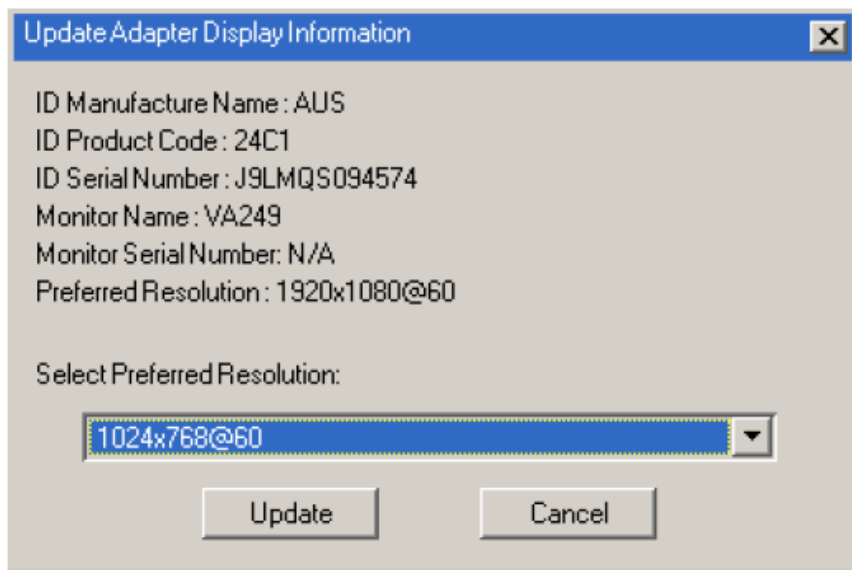 Update Adapter Display Information
ID Manufacture Name : AUS
ID Product Code : 24C1
ID Serial Number : J9LMQS094574
Monitor Name : VA249
Monitor Serial Number: N/A
Preferred Resolution : 1920x1080@60
Select Preferred Resolution:
1024x768@60
Update Cancel